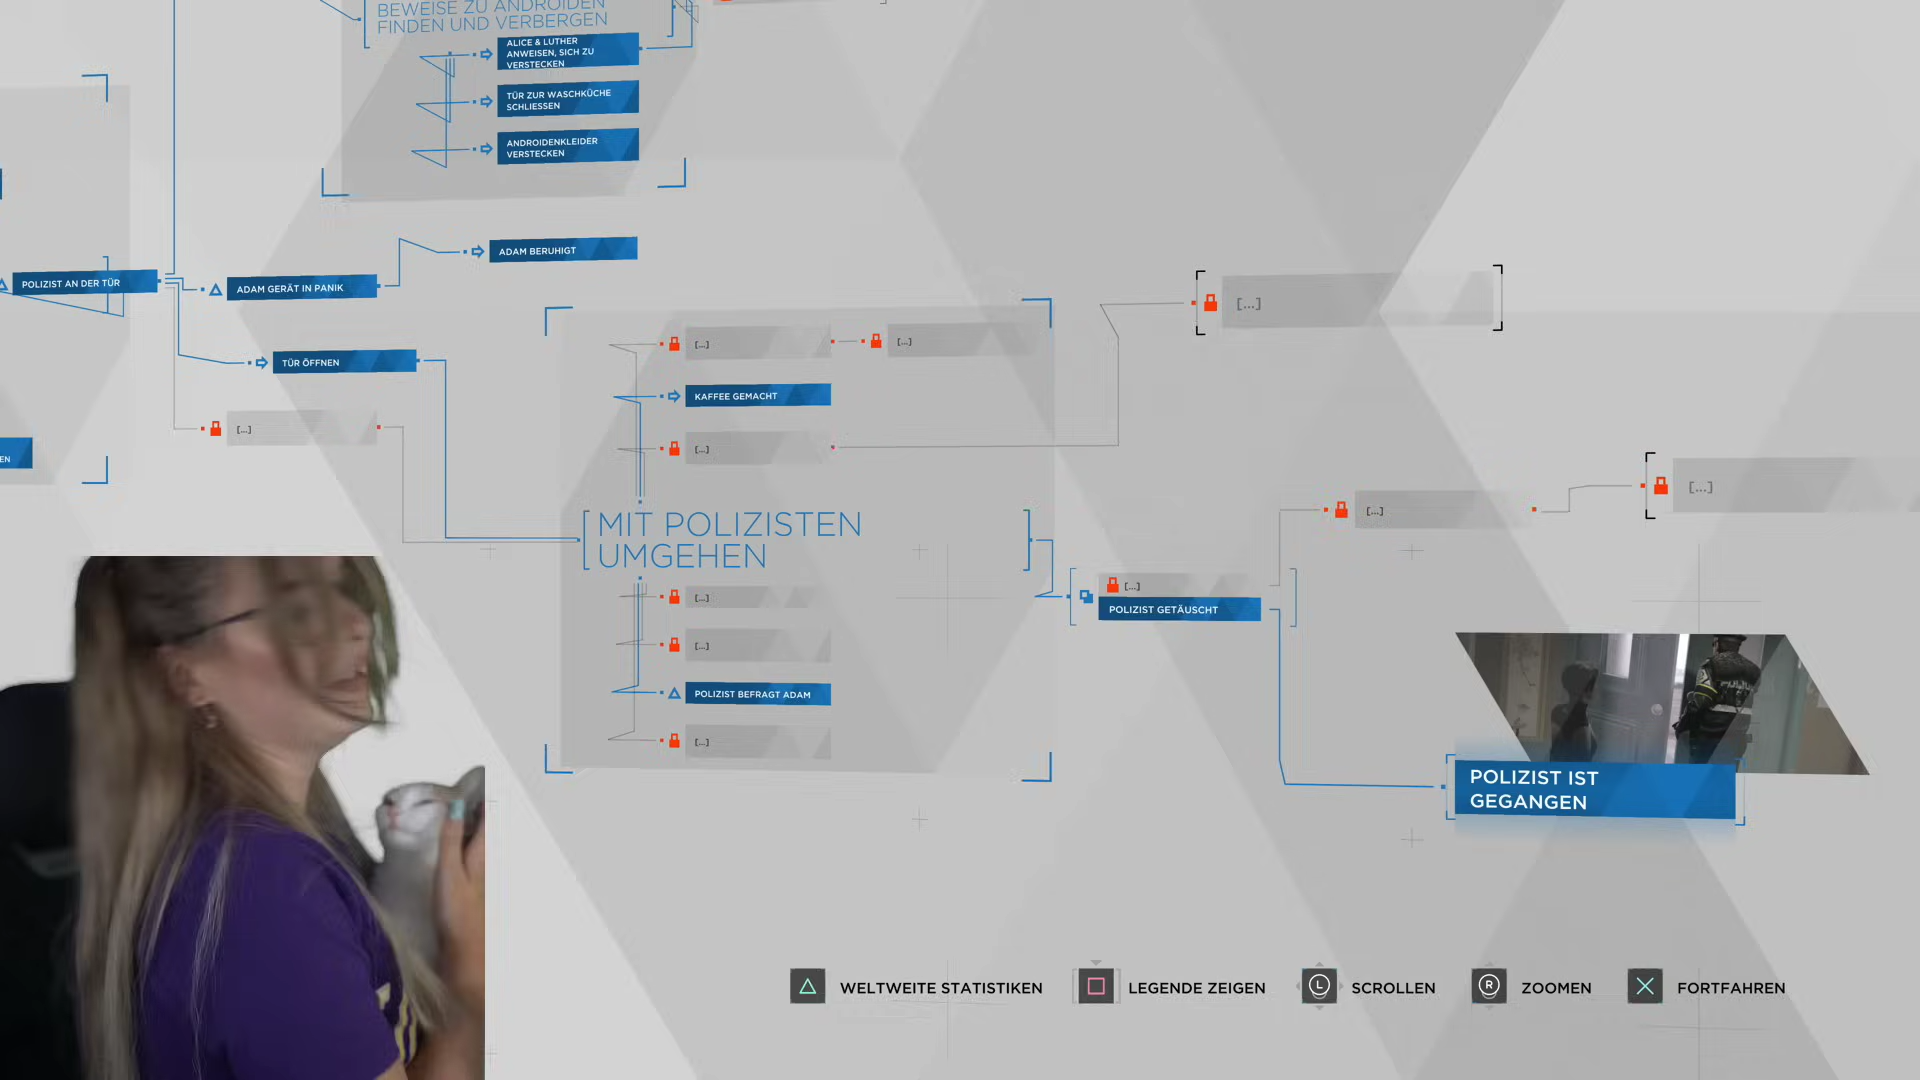 BEWEISE ZU ANDROIDEN
FINDEN UND VERBERGEN
ALICE & LUTHER
ANWEISEN, SICH ZU
VERSTECKEN
TÜR ZUR WASCHKÜCHE
SCHLIESSEN
ANDROIDENKLEIDER
VERSTECKEN
ADAM BERUHIGT
POLIZIST AN DER TÜR
ADAM GERÄT IN PANIK
[...]
[...]
[...]
TÜR ÖFFNEN
KAFFEE GEMACHT
[...]
[...]
EN
[...]
[...]
MIT POLIZISTEN
UMGEHEN
[...]
[...]
POLIZIST GETÄUSCHT
[...]
[...]
POLIZIST BEFRAGT ADAM
[...]
POLIZIST IST
GEGANGEN
WELTWEITE STATISTIKEN
LEGENDE ZEIGEN
L
SCROLLEN
R
ZOOMEN
FORTFAHREN